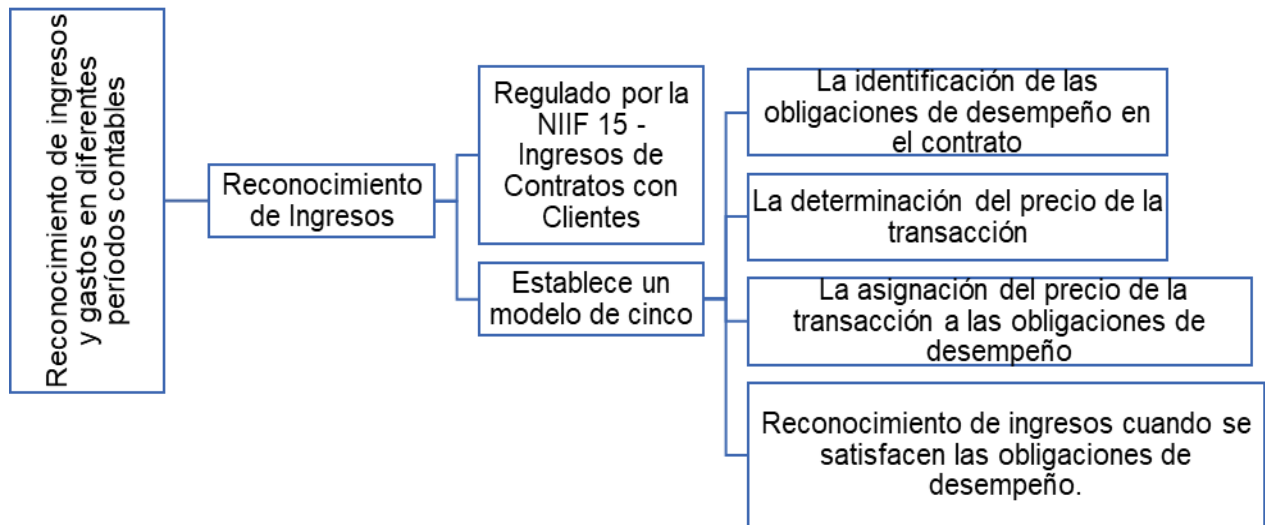 Reconocimiento de ingresos
y gastos en diferentes
períodos contables
Reconocimiento
de Ingresos
Regulado por la
NIIF 15 -
Ingresos de
Contratos con
Clientes
Establece un
modelo de cinco
La identificación de las
obligaciones de desempeño en
el contrato
La determinación del precio de la
transacción
La asignación del precio de la
transacción a las obligaciones de
desempeño
Reconocimiento de ingresos cuando se
satisfacen las obligaciones de
desempeño.